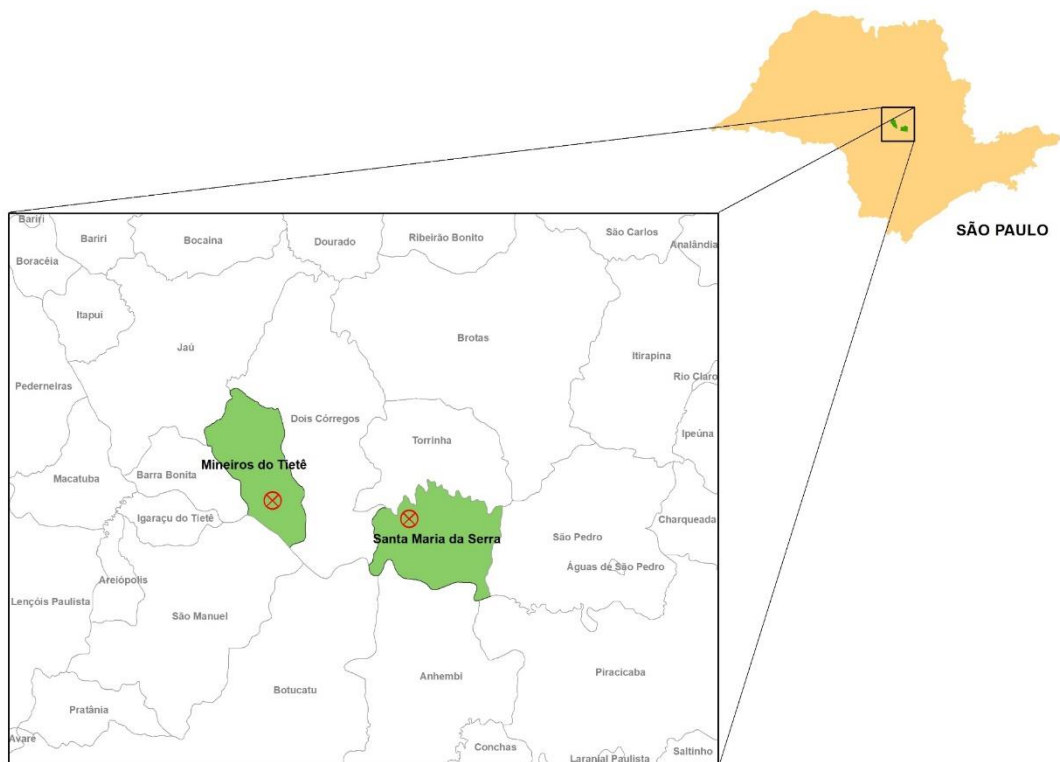 SÃO PAULO
Bariri
Bariri
Bocaina
Dourado
Ribeirão Bonito
São Carlos
Analândia
Boracéia
Itapuí
Jaú
Brotas
Itirapina
Rio Claro
Pederneiras
Dois Córregos
Torrinha
Ipeúna
Mineiros do Tietê
Macatuba
Barra Bonita
Igaraçu do Tietê
Charqueada
Santa Maria da Serra
São Pedro
Águas de São Pedro
Areiópolis
Lençóis Paulista
São Manuel
Anhembi
Piracicaba
Botucatu
Pratânia
Avaré
Conchas
Laranjal Paulista
Saltinho